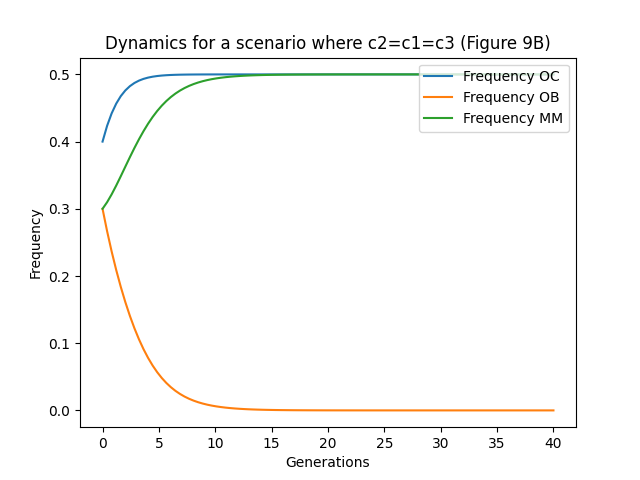 Dynamics for a scenario where c2=c1=c3 (Figure 9B)
Frequency OC
Frequency OB
Frequency MM
0.5
0.4
0.3
0.2
0.1
0.0
Frequency
0 5 10 15 20 25 30 35 40
Generations